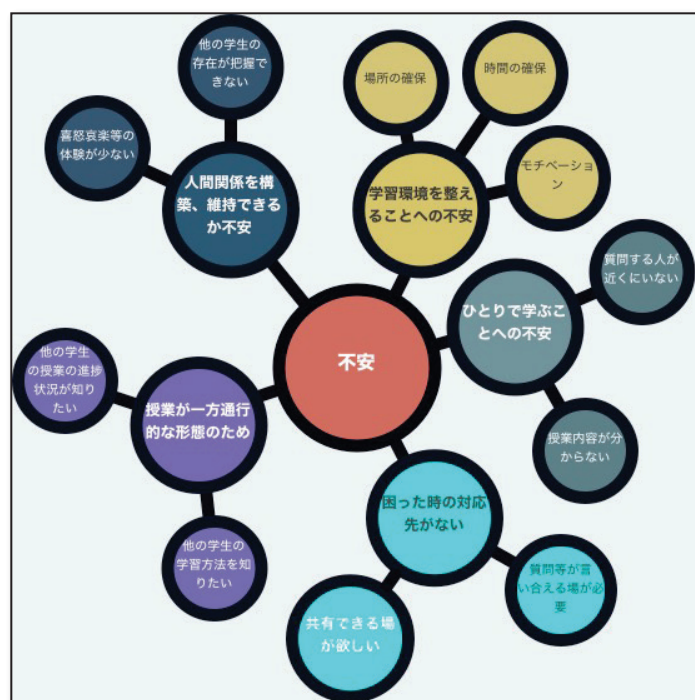 他の学生の
存在が把握で
きない
喜怒哀楽等の
体験が少ない
人間関係を構
築、維持できる
か不安
場所の確保
時間の確保
モチベーショ
ン
学習環境を整え
ることへの不安
質問する人が
近くにいない
ひとりで学ぶこ
とへの不安
授業内容が分
からない
不安
他の学生
の授業の進捗
状況が知り
たい
授業が一方通行
的な形態のため
他の学生の
学習方法を知
りたい
困った時の対応
先がない
質問等が言
い合える場が必
要
共有できる場
が欲しい